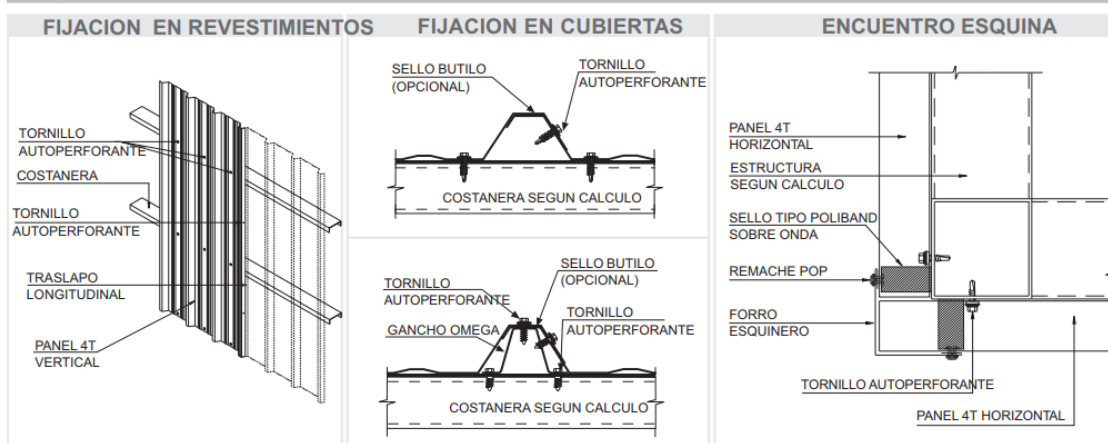 FIJACION EN REVESTIMIENTOS
TORNILLO
AUTOPERFORANTE
COSTANERA
TORNILLO
AUTOPERFORANTE
TRASLAPO
LONGITUDINAL
PANEL 4T
VERTICAL
FIJACION EN CUBIERTAS
SELLO BUTILO
(OPCIONAL)
TORNILLO
AUTOPERFORANTE
COSTANERA SEGUN CALCULO
TORNILLO
AUTOPERFORANTE
GANCHO OMEGA
SELLO BUTILO
(OPCIONAL)
TORNILLO
AUTOPERFORANTE
COSTANERA SEGUN CALCULO
ENCUENTRO ESQUINA
PANEL 4T
HORIZONTAL
ESTRUCTURA
SEGUN CALCULO
SELLO TIPO POLIBAND
SOBRE ONDA
REMACHE POP
FORRO
ESQUINERO
TORNILLO AUTOPERFORANTE
PANEL 4T HORIZONTAL